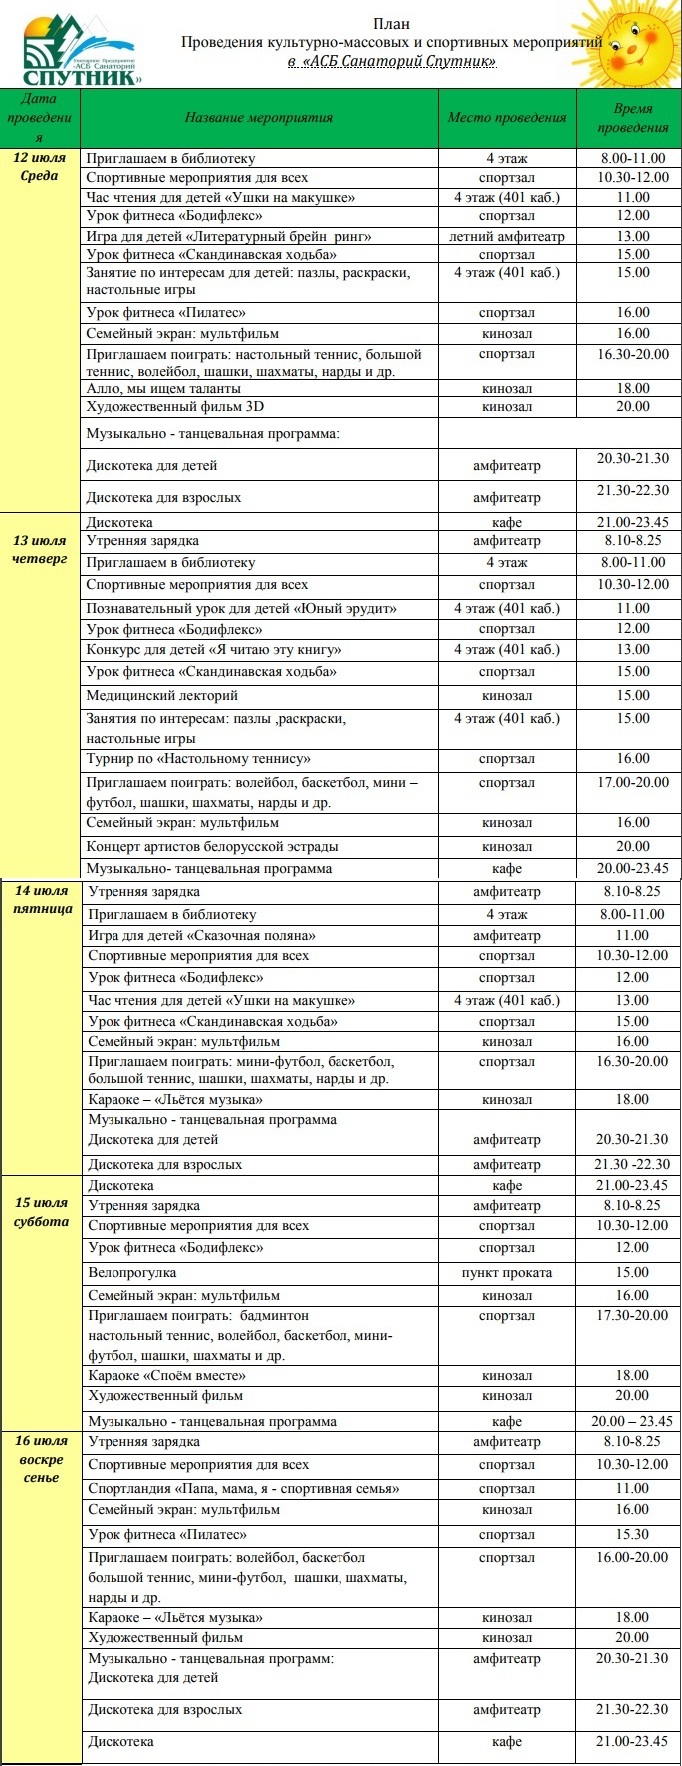 План
Проведения культурно-массовых и спортивных мероприятий
в «АСБ Санаторий Спутник»
Унитарное Предприятие
«АСБ Санаторий
СПУТНИК»
Дата проведени я Название мероприятия Место проведения Время проведения
12 июля
Среда
Приглашаем в библиотеку 4 этаж 8.00-11.00
Спортивные мероприятия для всех спортзал 10.30-12.00
Час чтения для детей «Ушки на макушке» 4 этаж (401 каб.) 11.00
Урок фитнеса «Бодифлекс» спортзал 12.00
Игра для детей «Литературный брейн ринг» летний амфитеатр 13.00
Урок фитнеса «Скандинавская ходьба» спортзал 15.00
Занятие по интересам для детей: пазлы, раскраски, 4 этаж (401 каб.) 15.00
настольные игры
Урок фитнеса «Пилатес» спортзал 16.00
Семейный экран: мультфильм кинозал 16.00
Приглашаем поиграть: настольный теннис, большой спортзал 16.30-20.00
теннис, волейбол, шашки, шахматы, нарды и др.
Алло, мы ищем таланты кинозал 18.00
Художественный фильм 3D кинозал 20.00
Музыкально - танцевальная программа:
Дискотека для детей амфитеатр 20.30-21.30
Дискотека для взрослых амфитеатр 21.30-22.30
Дискотека кафе 21.00-23.45
13 июля
четверг
Утренняя зарядка амфитеатр 8.10-8.25
Приглашаем в библиотеку 4 этаж 8.00-11.00
Спортивные мероприятия для всех спортзал 10.30-12.00
Познавательный урок для детей «Юный эрудит» 4 этаж (401 каб.) 11.00
Урок фитнеса «Бодифлекс» спортзал 12.00
Конкурс для детей «Я читаю эту книгу» 4 этаж (401 каб.) 13.00
Урок фитнеса «Скандинавская ходьба» спортзал 15.00
Медицинский лекторий кинозал 15.00
Занятия по интересам: пазлы ,раскраски, 4 этаж (401 каб.) 15.00
настольные игры
Турнир по «Настольному теннису» спортзал 16.00
Приглашаем поиграть: волейбол, баскетбол, мини – спортзал 17.00-20.00
футбол, шашки, шахматы, нарды и др.
Семейный экран: мультфильм кинозал 16.00
Концерт артистов белорусской эстрады кинозал 20.00
Музыкально- танцевальная программа кафе 20.00-23.45
14 июля
пятница
Утренняя зарядка амфитеатр 8.10-8.25
Приглашаем в библиотеку 4 этаж 8.00-11.00
Игра для детей «Сказочная поляна» амфитеатр 11.00
Спортивные мероприятия для всех спортзал 10.30-12.00
Урок фитнеса «Бодифлекс» спортзал 12.00
Час чтения для детей «Ушки на макушке» 4 этаж (401 каб.) 13.00
Урок фитнеса «Скандинавская ходьба» спортзал 15.00
Семейный экран: мультфильм кинозал 16.00
Приглашаем поиграть: мини-футбол, баскетбол, спортзал 16.30-20.00
большой теннис, шашки, шахматы, нарды и др.
Караоке – «Льётся музыка» кинозал 18.00
Музыкально - танцевальная программа
Дискотека для детей амфитеатр 20.30-21.30
Дискотека для взрослых амфитеатр 21.30 -22.30
Дискотека кафе 21.00-23.45
15 июля
суббота
Утренняя зарядка амфитеатр 8.10-8.25
Спортивные мероприятия для всех спортзал 10.30-12.00
Урок фитнеса «Бодифлекс» спортзал 12.00
Велопрогулка пункт проката 15.00
Семейный экран: мультфильм кинозал 16.00
Приглашаем поиграть: бадминтон спортзал 17.30-20.00
настольный теннис, волейбол, баскетбол, мини-
футбол, шашки, шахматы и др.
Караоке «Споём вместе» кинозал 18.00
Художественный фильм кинозал 20.00
Музыкально - танцевальная программа кафе 20.00 – 23.45
16 июля
воскре
сенье
Утренняя зарядка амфитеатр 8.10-8.25
Спортивные мероприятия для всех спортзал 10.30-12.00
Спортландия «Папа, мама, я - спортивная семья» спортзал 11.00
Семейный экран: мультфильм кинозал 16.00
Урок фитнеса «Пилатес» спортзал 15.30
Приглашаем поиграть: волейбол, баскетбол спортзал 16.00-20.00
большой теннис, мини-футбол, шашки, шахматы,
нарды и др.
Караоке – «Льётся музыка» кинозал 18.00
Художественный фильм кинозал 20.00
Музыкально - танцевальная программ: амфитеатр 20.30-21.30
Дискотека для детей
Дискотека для взрослых амфитеатр 21.30-22.30
Дискотека кафе 21.00-23.45